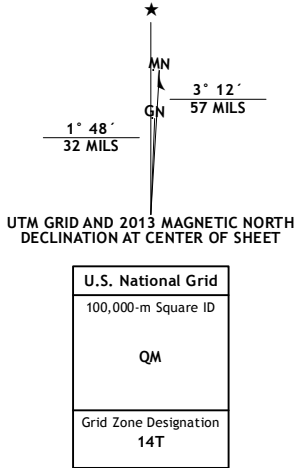 ★
MN
3° 12´
57 MILS
GN
1° 48´
32 MILS
UTM GRID AND 2013 MAGNETIC NORTH
DECLINATION AT CENTER OF SHEET
U.S. National Grid
100,000-m Square ID
QM
Grid Zone Designation
14T